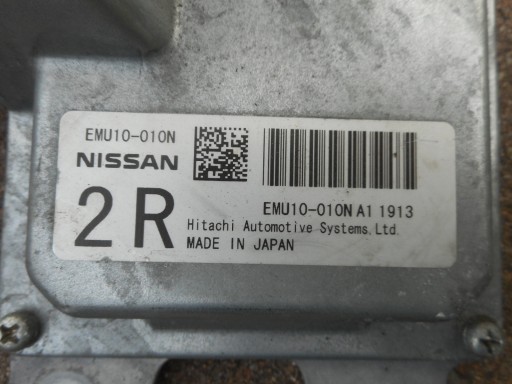 EMU10-010N
NISSAN
2R
EMU10-010N A1 1913
Hitachi Automotive Systems,Ltd.
MADE IN JAPAN